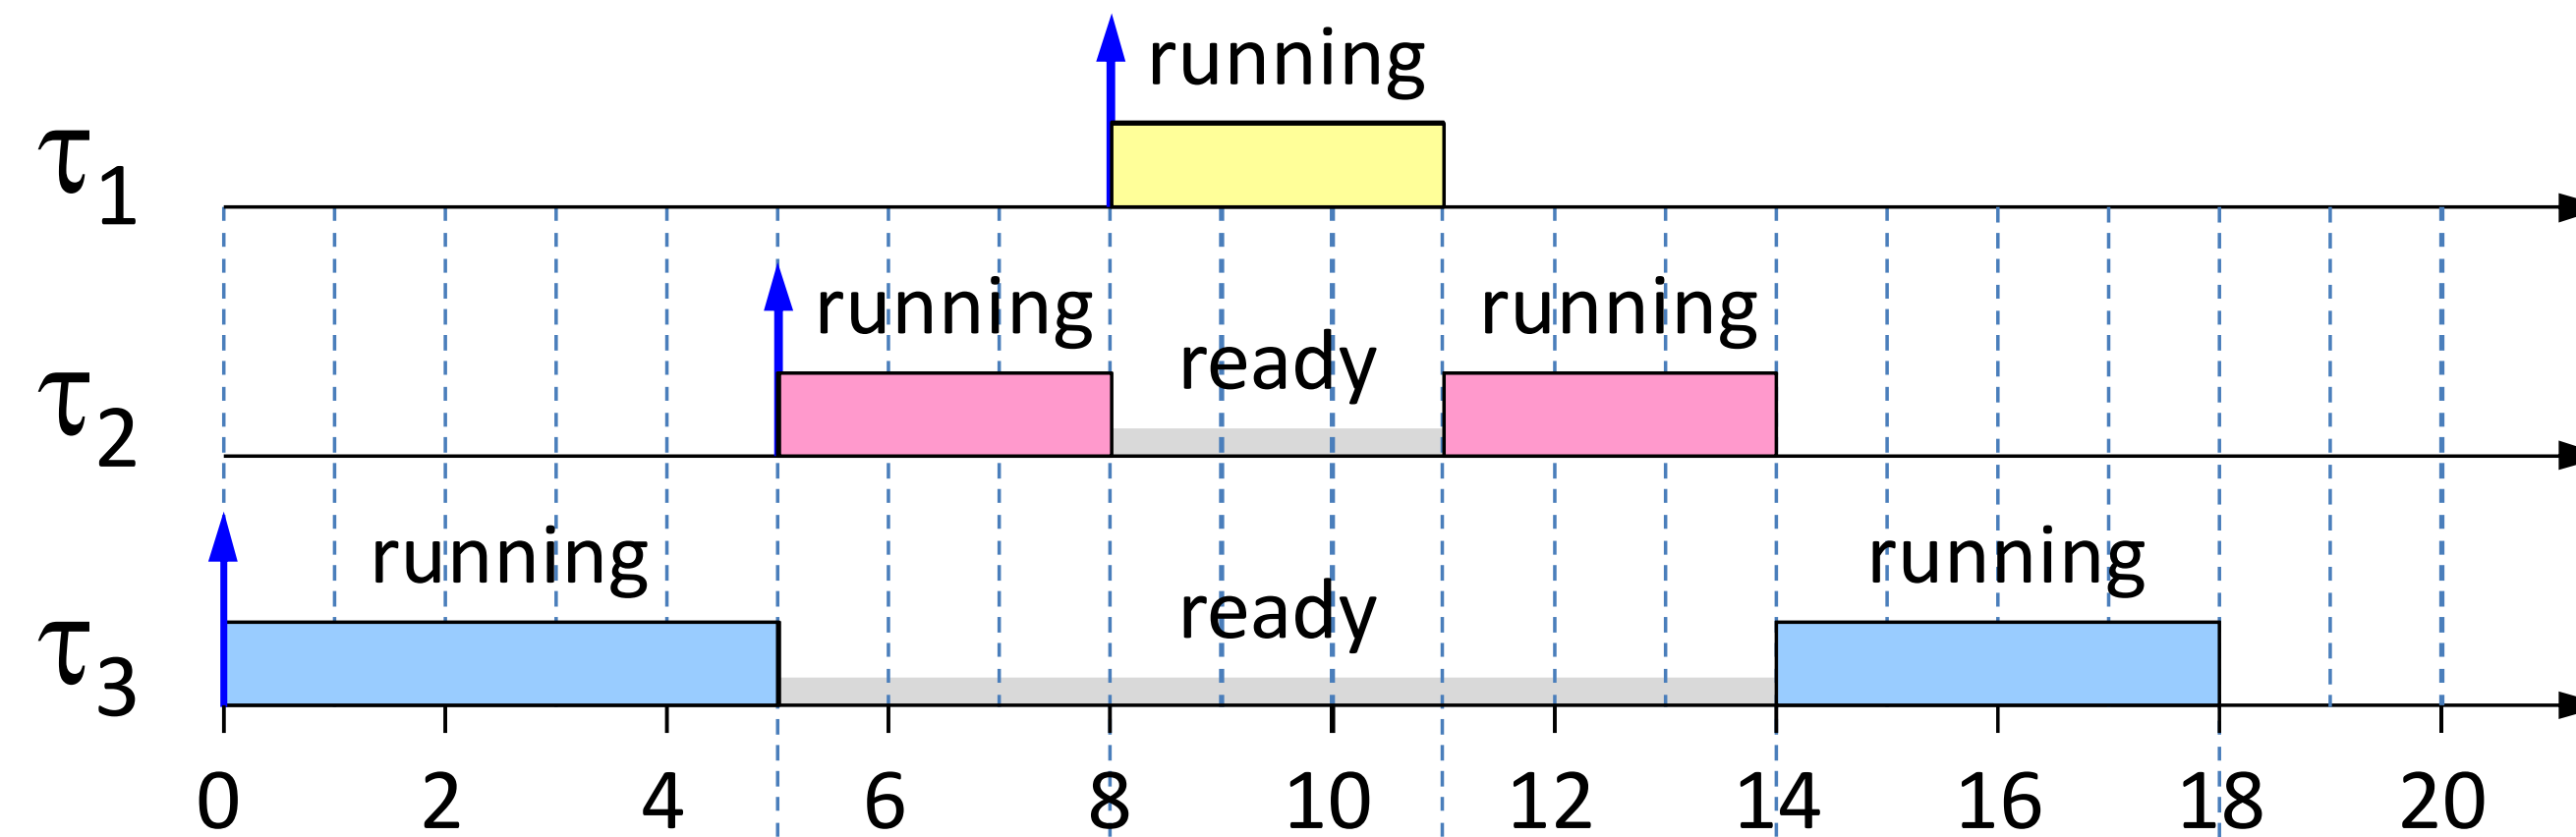 running
τ1
running running
ready
τ2
running running
ready
τ3
0 2 4 6 8 10 12 14 16 18 20